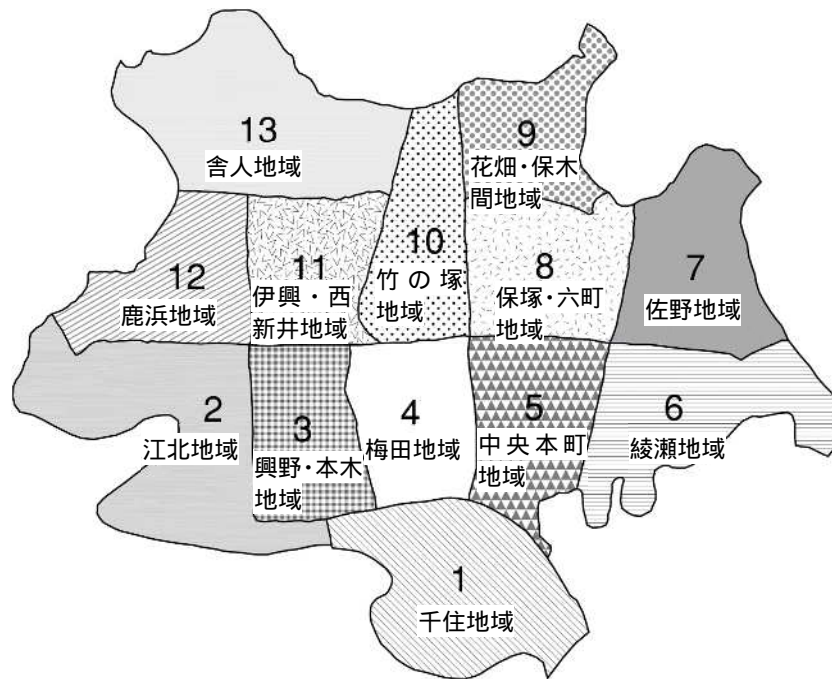 13
舎人地域
9
花畑・保木
間地域
10
竹の塚
地域
11
伊興・西
新井地域
12
鹿浜地域
8
保塚・六町
地域
7
佐野地域
2
江北地域
3
興野・本木
地域
4
梅田地域
5
中央本町
地域
6
綾瀬地域
1
千住地域